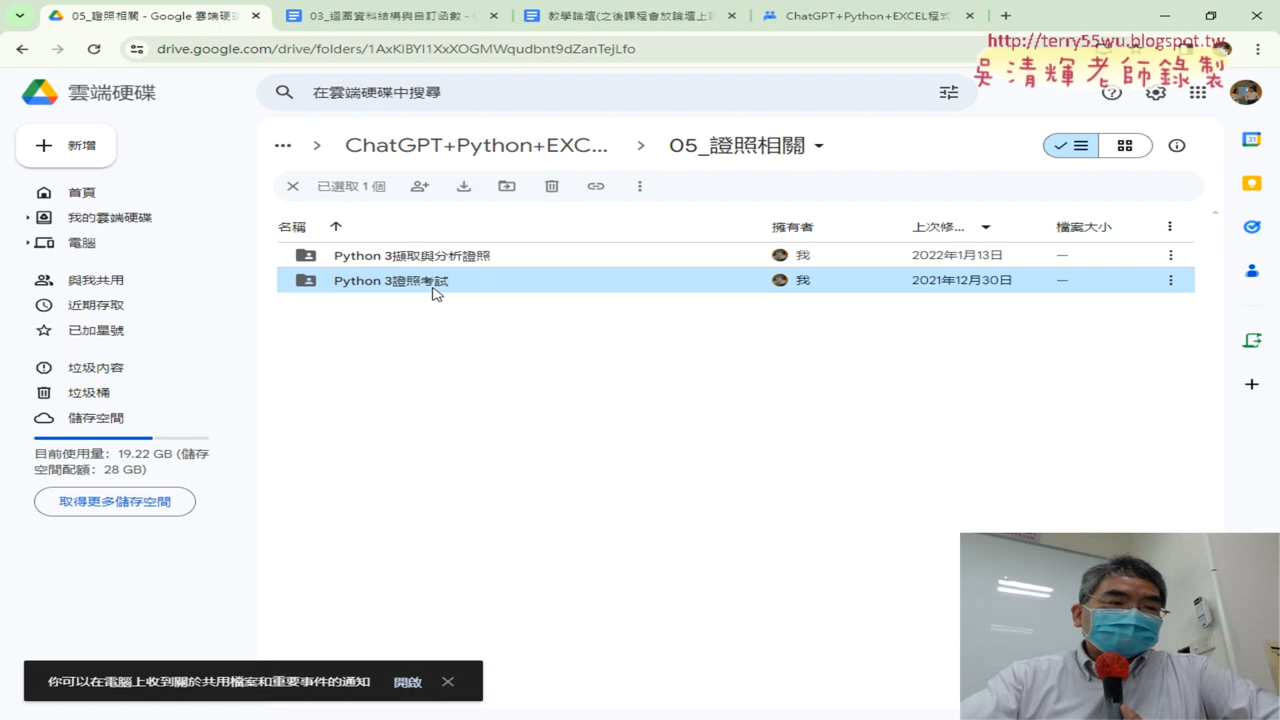 05_證照相關 - Google 雲端硬碟
03_迴圈資料結構與自訂函數 -
教學論壇(之後課程會放論壇上課
ChatGPT+Python+EXCEL程式
drive.google.com/drive/folders/
http://terry55wu.blogspot.tw
吳清輝老師錄製
雲端硬碟
在雲端硬碟中搜尋
新增
ChatGPT+Python+EXC...
05_證照相關
已選取 1 個
首頁
我的雲端硬碟
電腦
與我共用
近期存取
已加星號
垃圾內容
垃圾桶
儲存空間
目前使用量：19.22 GB (儲存
空間配額：28 GB)
取得更多儲存空間
名稱
擁有者
上次修...
檔案大小
Python 3擷取與分析證照
我
2022年1月13日
—
Python 3證照考試
我
2021年12月30日
—
31
你可以在電腦上收到關於共用檔案和重要事件的通知
開啟